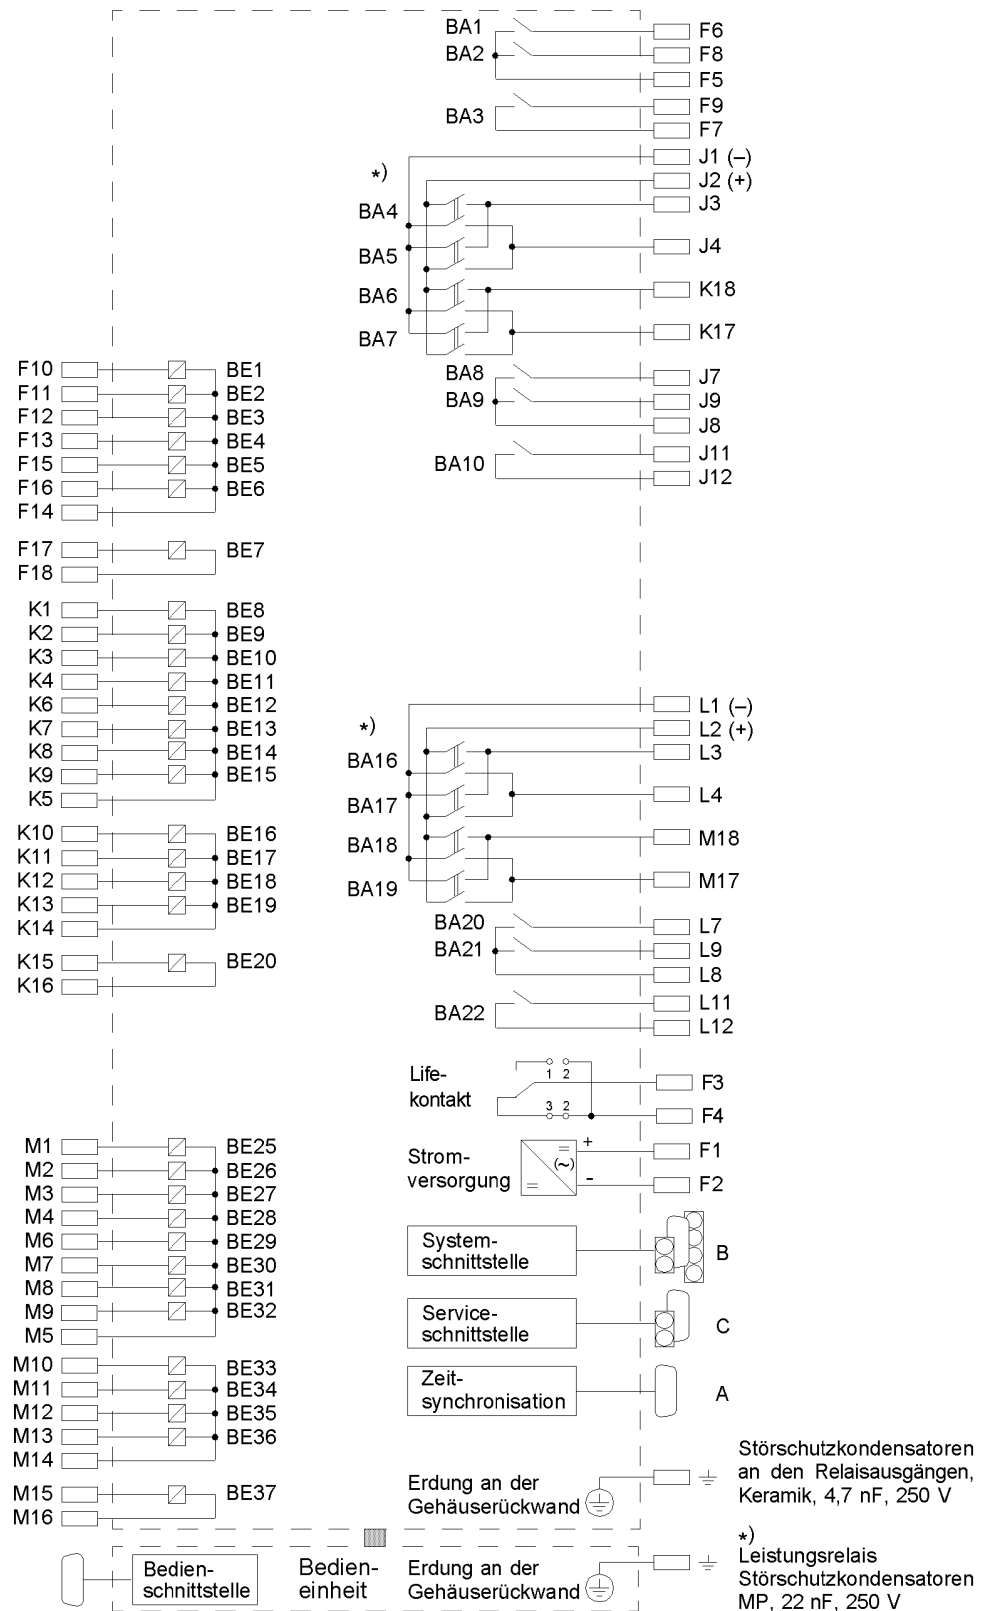 BA1
F6
BA2
F8
F5
BA3
F9
F7
J1 (–)
*)
J2 (+)
BA4
J3
BA5
J4
BA6
K18
BA7
K17
BA8
J7
BA9
J9
J8
BA10
J11
J12
F10 BE1
F11 BE2
F12 BE3
F13 BE4
F15 BE5
F16 BE6
F14
F17 BE7
F18
K1 BE8
K2 BE9
K3 BE10
K4 BE11
K6 BE12
K7 BE13
K8 BE14
K9 BE15
K5
K10 BE16
K11 BE17
K12 BE18
K13 BE19
K14
K15 BE20
K16
L1 (–)
*)
L2 (+)
BA16
L3
BA17
L4
BA18
M18
BA19
M17
BA20
L7
BA21
L9
L8
BA22
L11
L12
Life-
kontakt
1 2
3 2
F3
F4
M1 BE25
M2 BE26
M3 BE27
M4 BE28
M6 BE29
M7 BE30
M8 BE31
M9 BE32
M5
M10 BE33
M11 BE34
M12 BE35
M13 BE36
M14
M15 BE37
M16
Strom-
versorgung
=
(~)
=
+
-
F1
F2
System-
schnittstelle
B
Service-
schnittstelle
C
Zeit-
synchronisation
A
Erdung an der
Gehäuserückwand
Störschutzkondensatoren
an den Relaisausgängen,
Keramik, 4,7 nF, 250 V
Bedien-
schnittstelle
Bedien-
einheit
Erdung an der
Gehäuserückwand
*)
Leistungsrelais
Störschutzkondensatoren
MP, 22 nF, 250 V